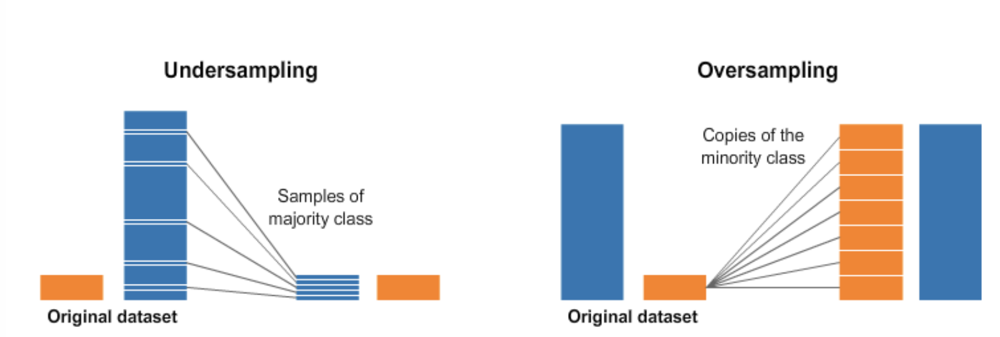 Undersampling
Samples of
majority class
Original dataset
Oversampling
Copies of the
minority class
Original dataset